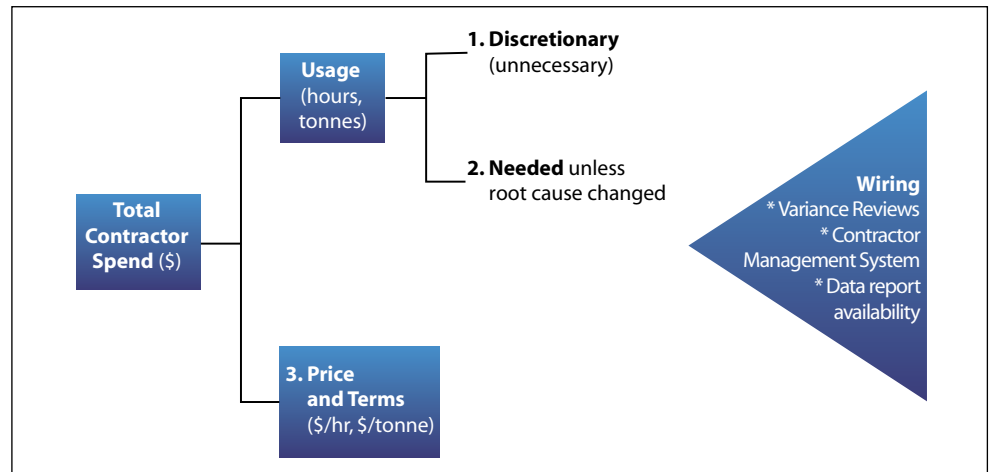 1. Discretionary
(unnecessary)
Usage
(hours,
tonnes)
2. Needed unless
root cause changed
Total
Contractor
Spend ($)
3. Price
and Terms
($/hr, $/tonne)
Wiring
* Variance Reviews
* Contractor
Management System
* Data report
availability